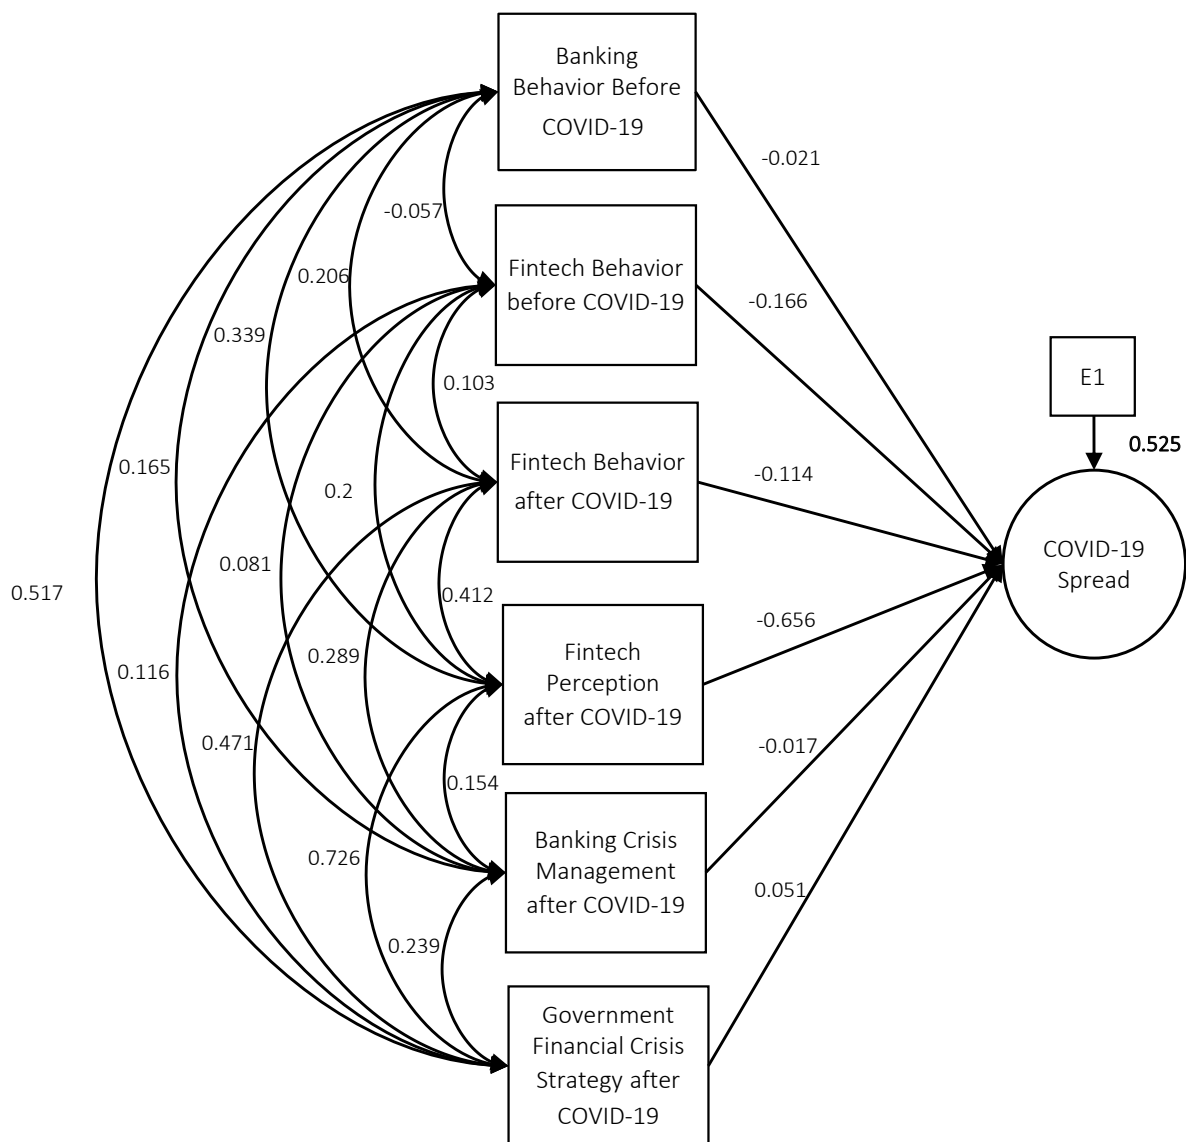 Banking
Behavior Before
COVID-19
-0.021
-0.057
Fintech Behavior
before COVID-19
0.206
-0.166
0.339
E1
0.103
0.525
Fintech Behavior
after COVID-19
0.165
0.2
-0.114
COVID-19
Spread
0.081
0.517
0.412
-0.656
Fintech
Perception
after COVID-19
0.289
0.116
0.471
-0.017
0.154
Banking Crisis
Management
after COVID-19
0.726
0.051
0.239
Government
Financial Crisis
Strategy after
COVID-19